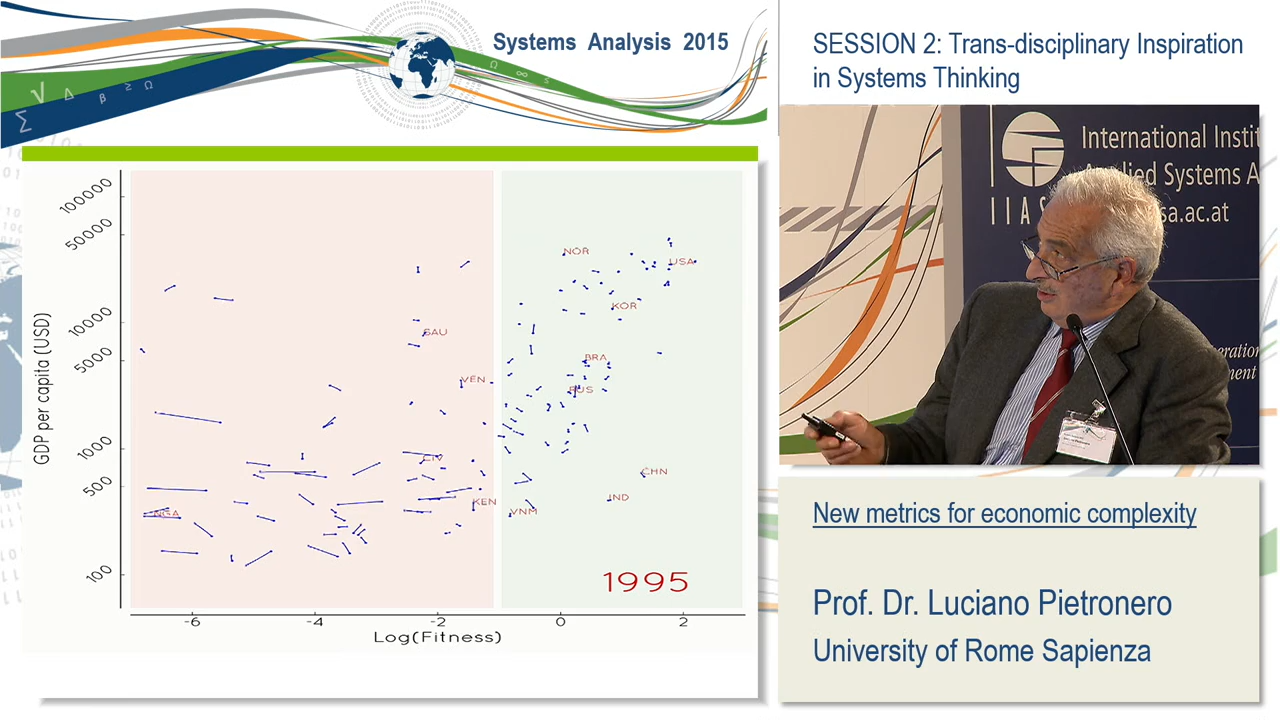 Systems Analysis 2015
SESSION 2: Trans-disciplinary Inspiration
in Systems Thinking
GDP per capita (USD)
100000
50000
10000
5000
1000
500
100
NOR
USA
KOR
SAU
BRA
VEN
RUS
CIV
CHN
KEN
IND
NGA
VNM
1995
-6
-4
-2
0
2
Log(Fitness)
International Instit
Applied Systems A
sa.ac.at
IIAS
New metrics for economic complexity
Prof. Dr. Luciano Pietronero
University of Rome Sapienza